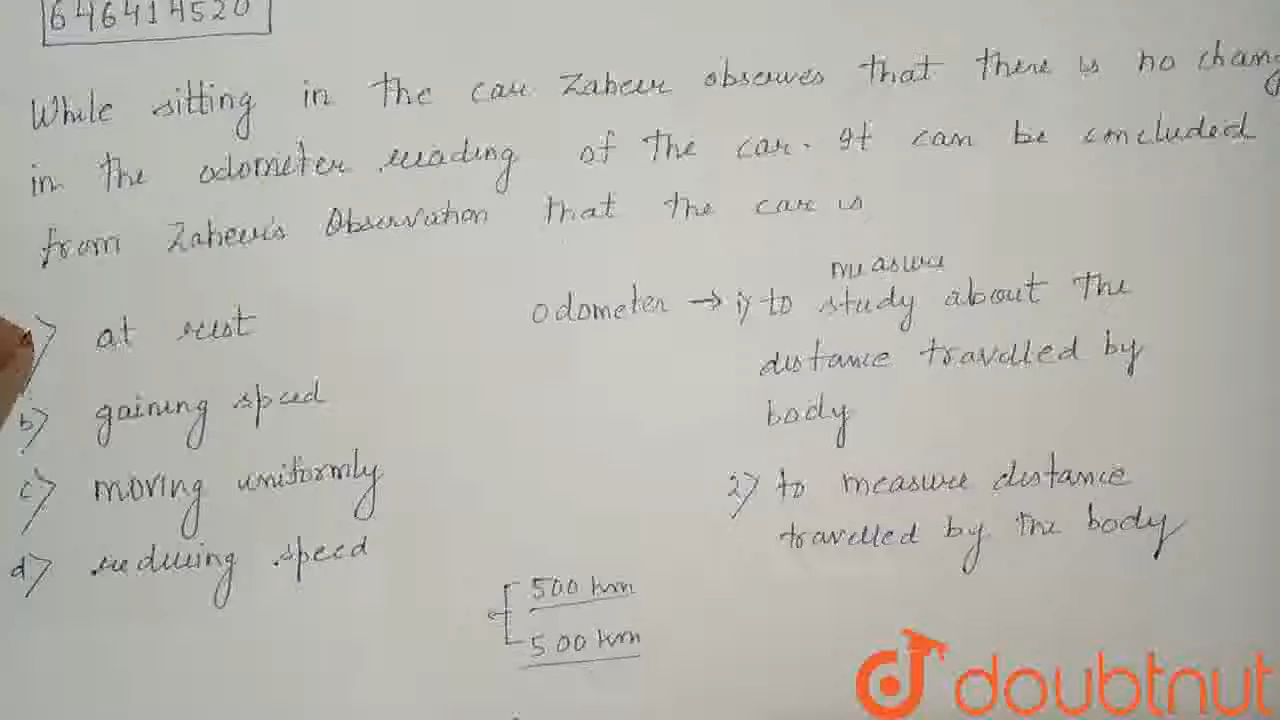 646414520
While sitting in the car Zaheer observes that there is no chang
in the odometer reading of the car. It can be concluded
from Zaheer's Observation that the car is
measure
odometer → i) to study about the
distance travelled by
body
a) at rest
b) gaining speed
c) moving uniformly
d) reducing speed
2) to measure distance
travelled by the body
500 km
500 km
doubtnut